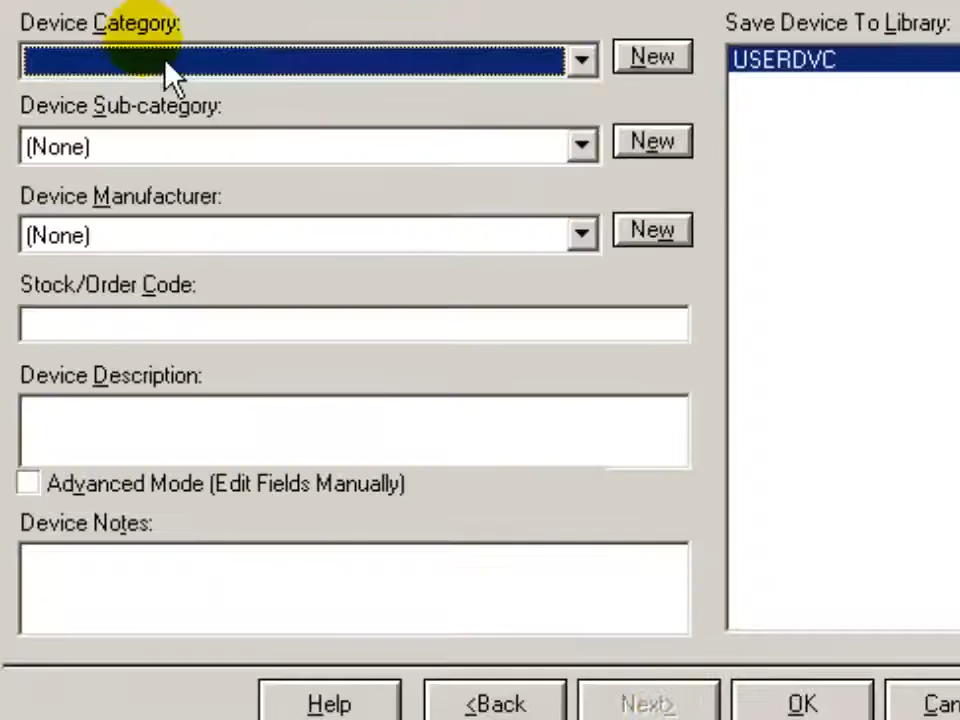 Device Category:
New
Device Sub-category:
(None)
New
Device Manufacturer:
(None)
New
Stock/Order Code:
Device Description:
Advanced Mode (Edit Fields Manually)
Device Notes:
Save Device To Library:
USERDVC
Help
<Back
Next>
OK
Can